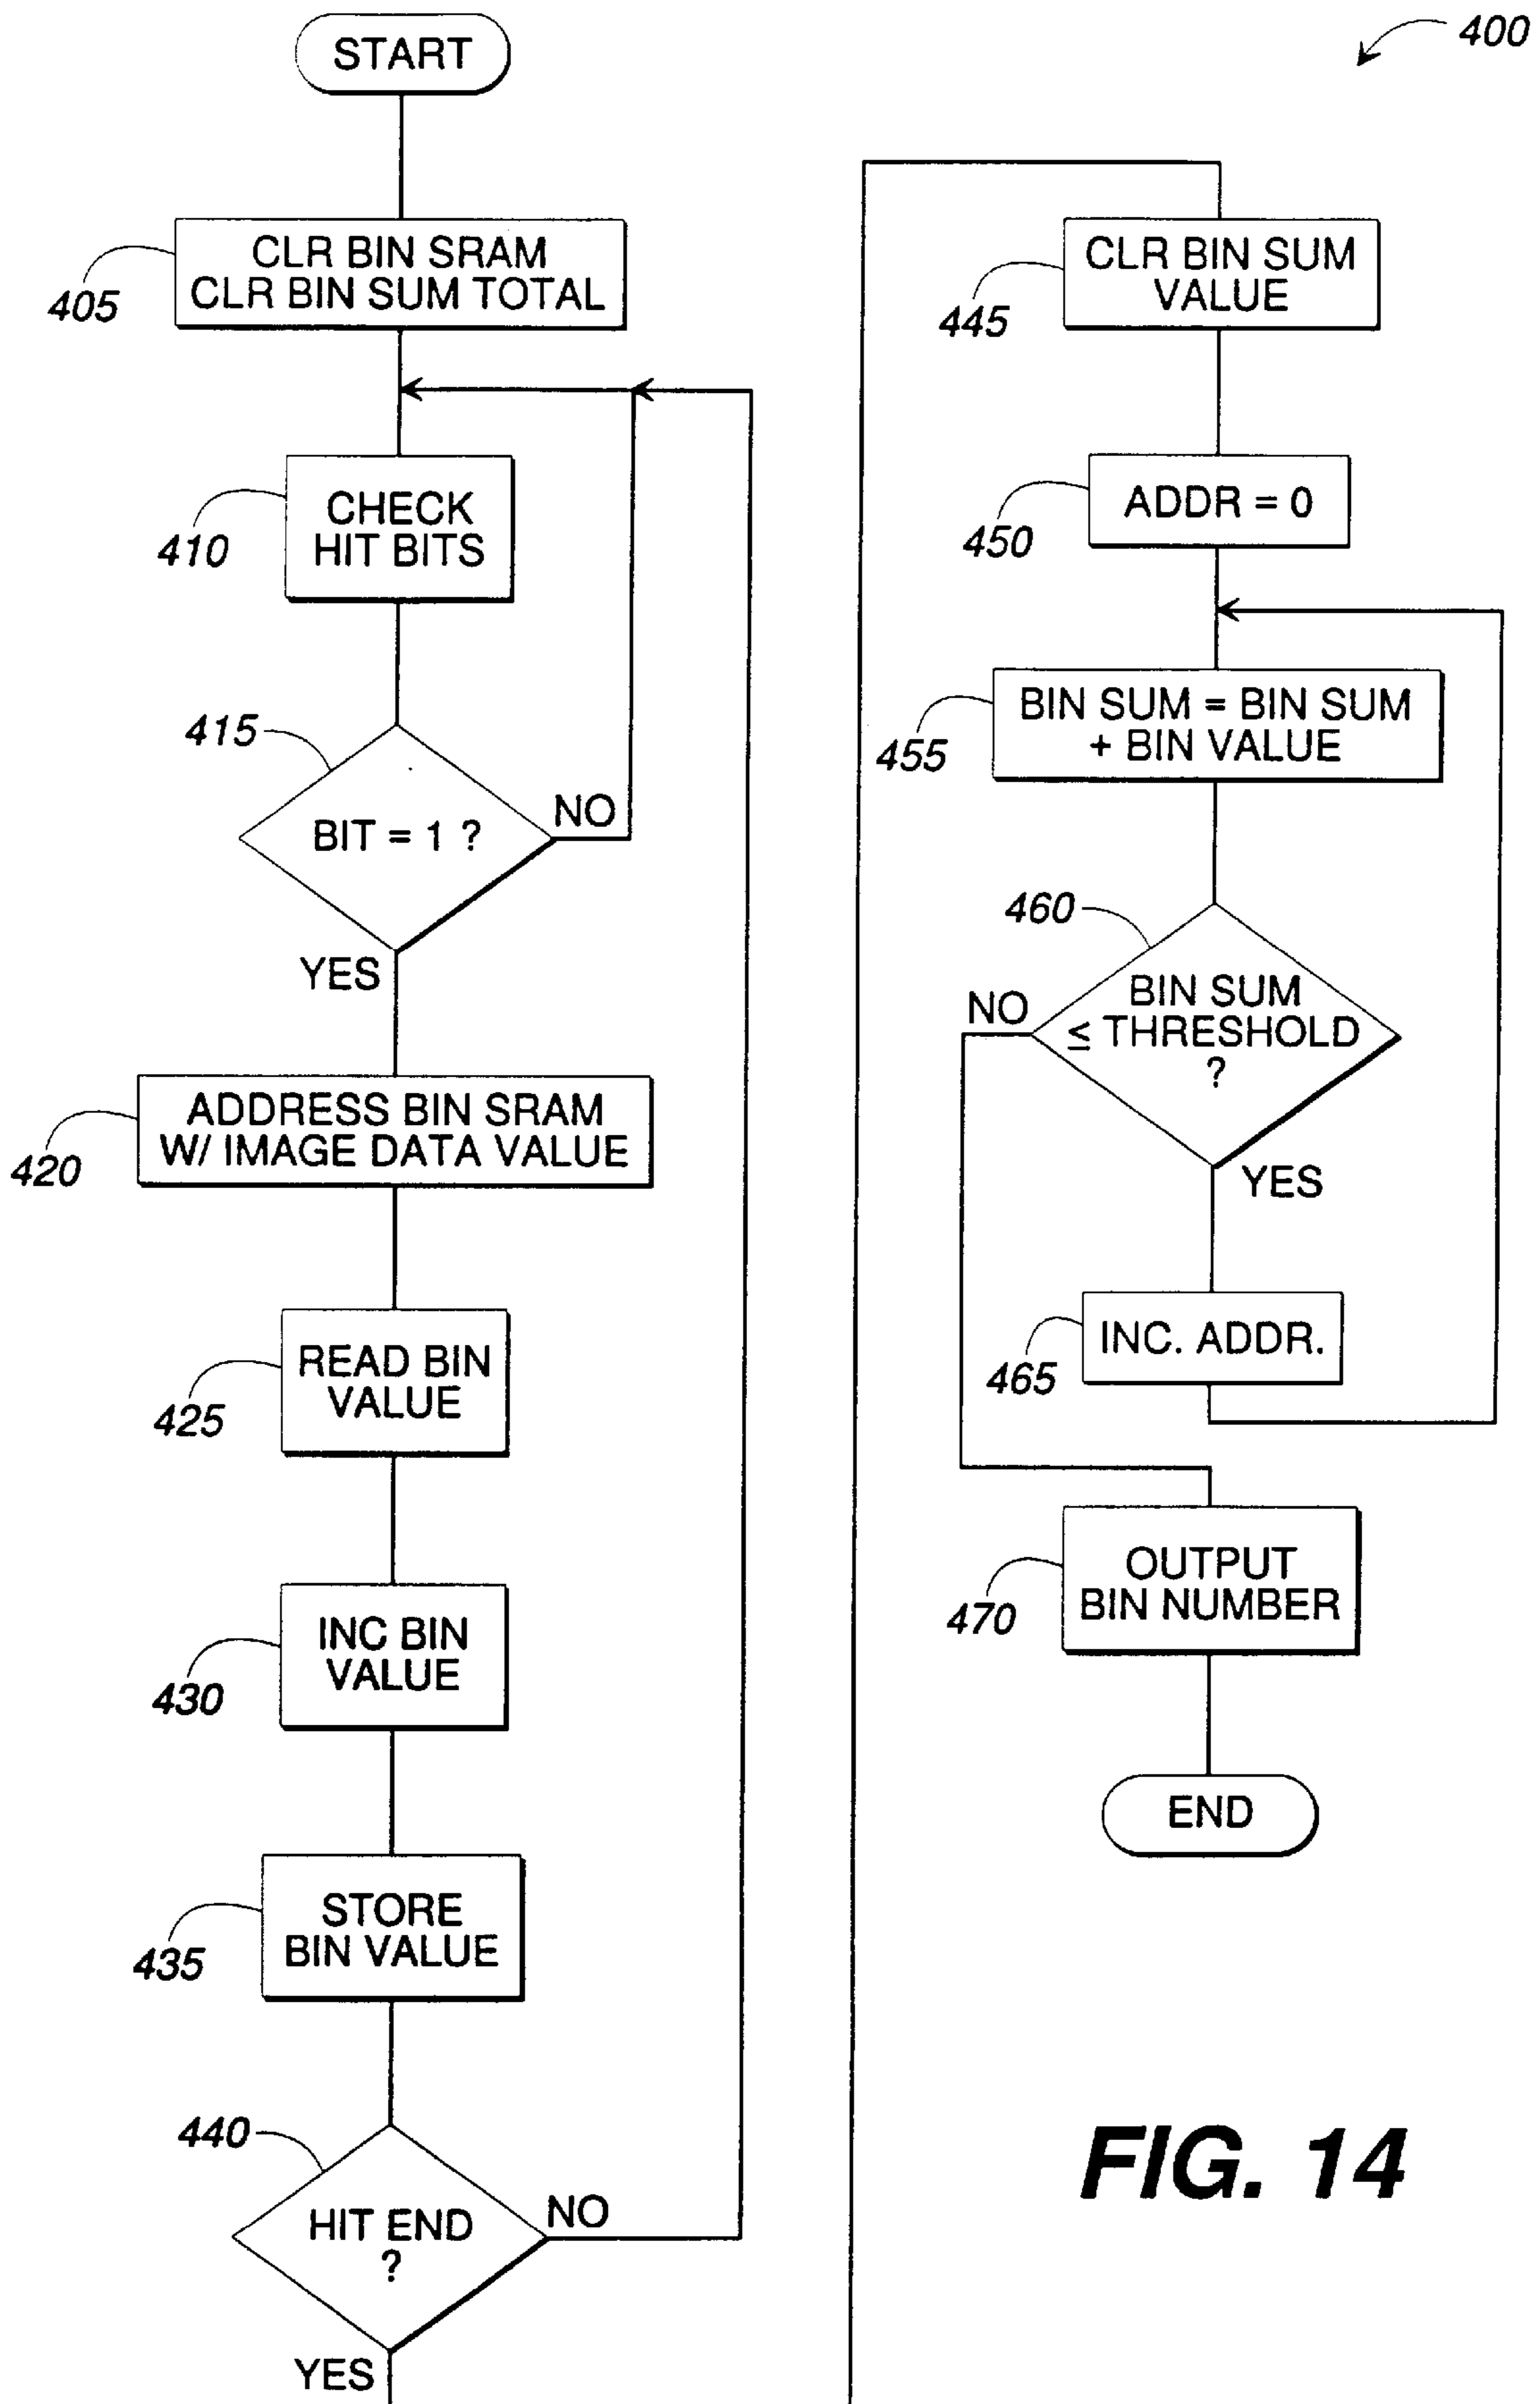 START
400
CLR BIN SRAM
CLR BIN SUM TOTAL
405
CHECK
HIT BITS
410
415
BIT = 1 ?
NO
YES
ADDRESS BIN SRAM
W/ IMAGE DATA VALUE
420
READ BIN
VALUE
425
INC BIN
VALUE
430
STORE
BIN VALUE
435
440
HIT END
?
NO
YES
CLR BIN SUM
VALUE
445
ADDR = 0
450
BIN SUM = BIN SUM
+ BIN VALUE
455
460
BIN SUM
≤ THRESHOLD
?
NO
YES
INC. ADDR.
465
OUTPUT
BIN NUMBER
470
END
FIG. 14